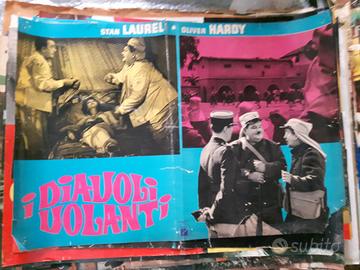 STAN LAUREL
OLIVER HARDY
i DIAVOLI
VOLANTI
subito